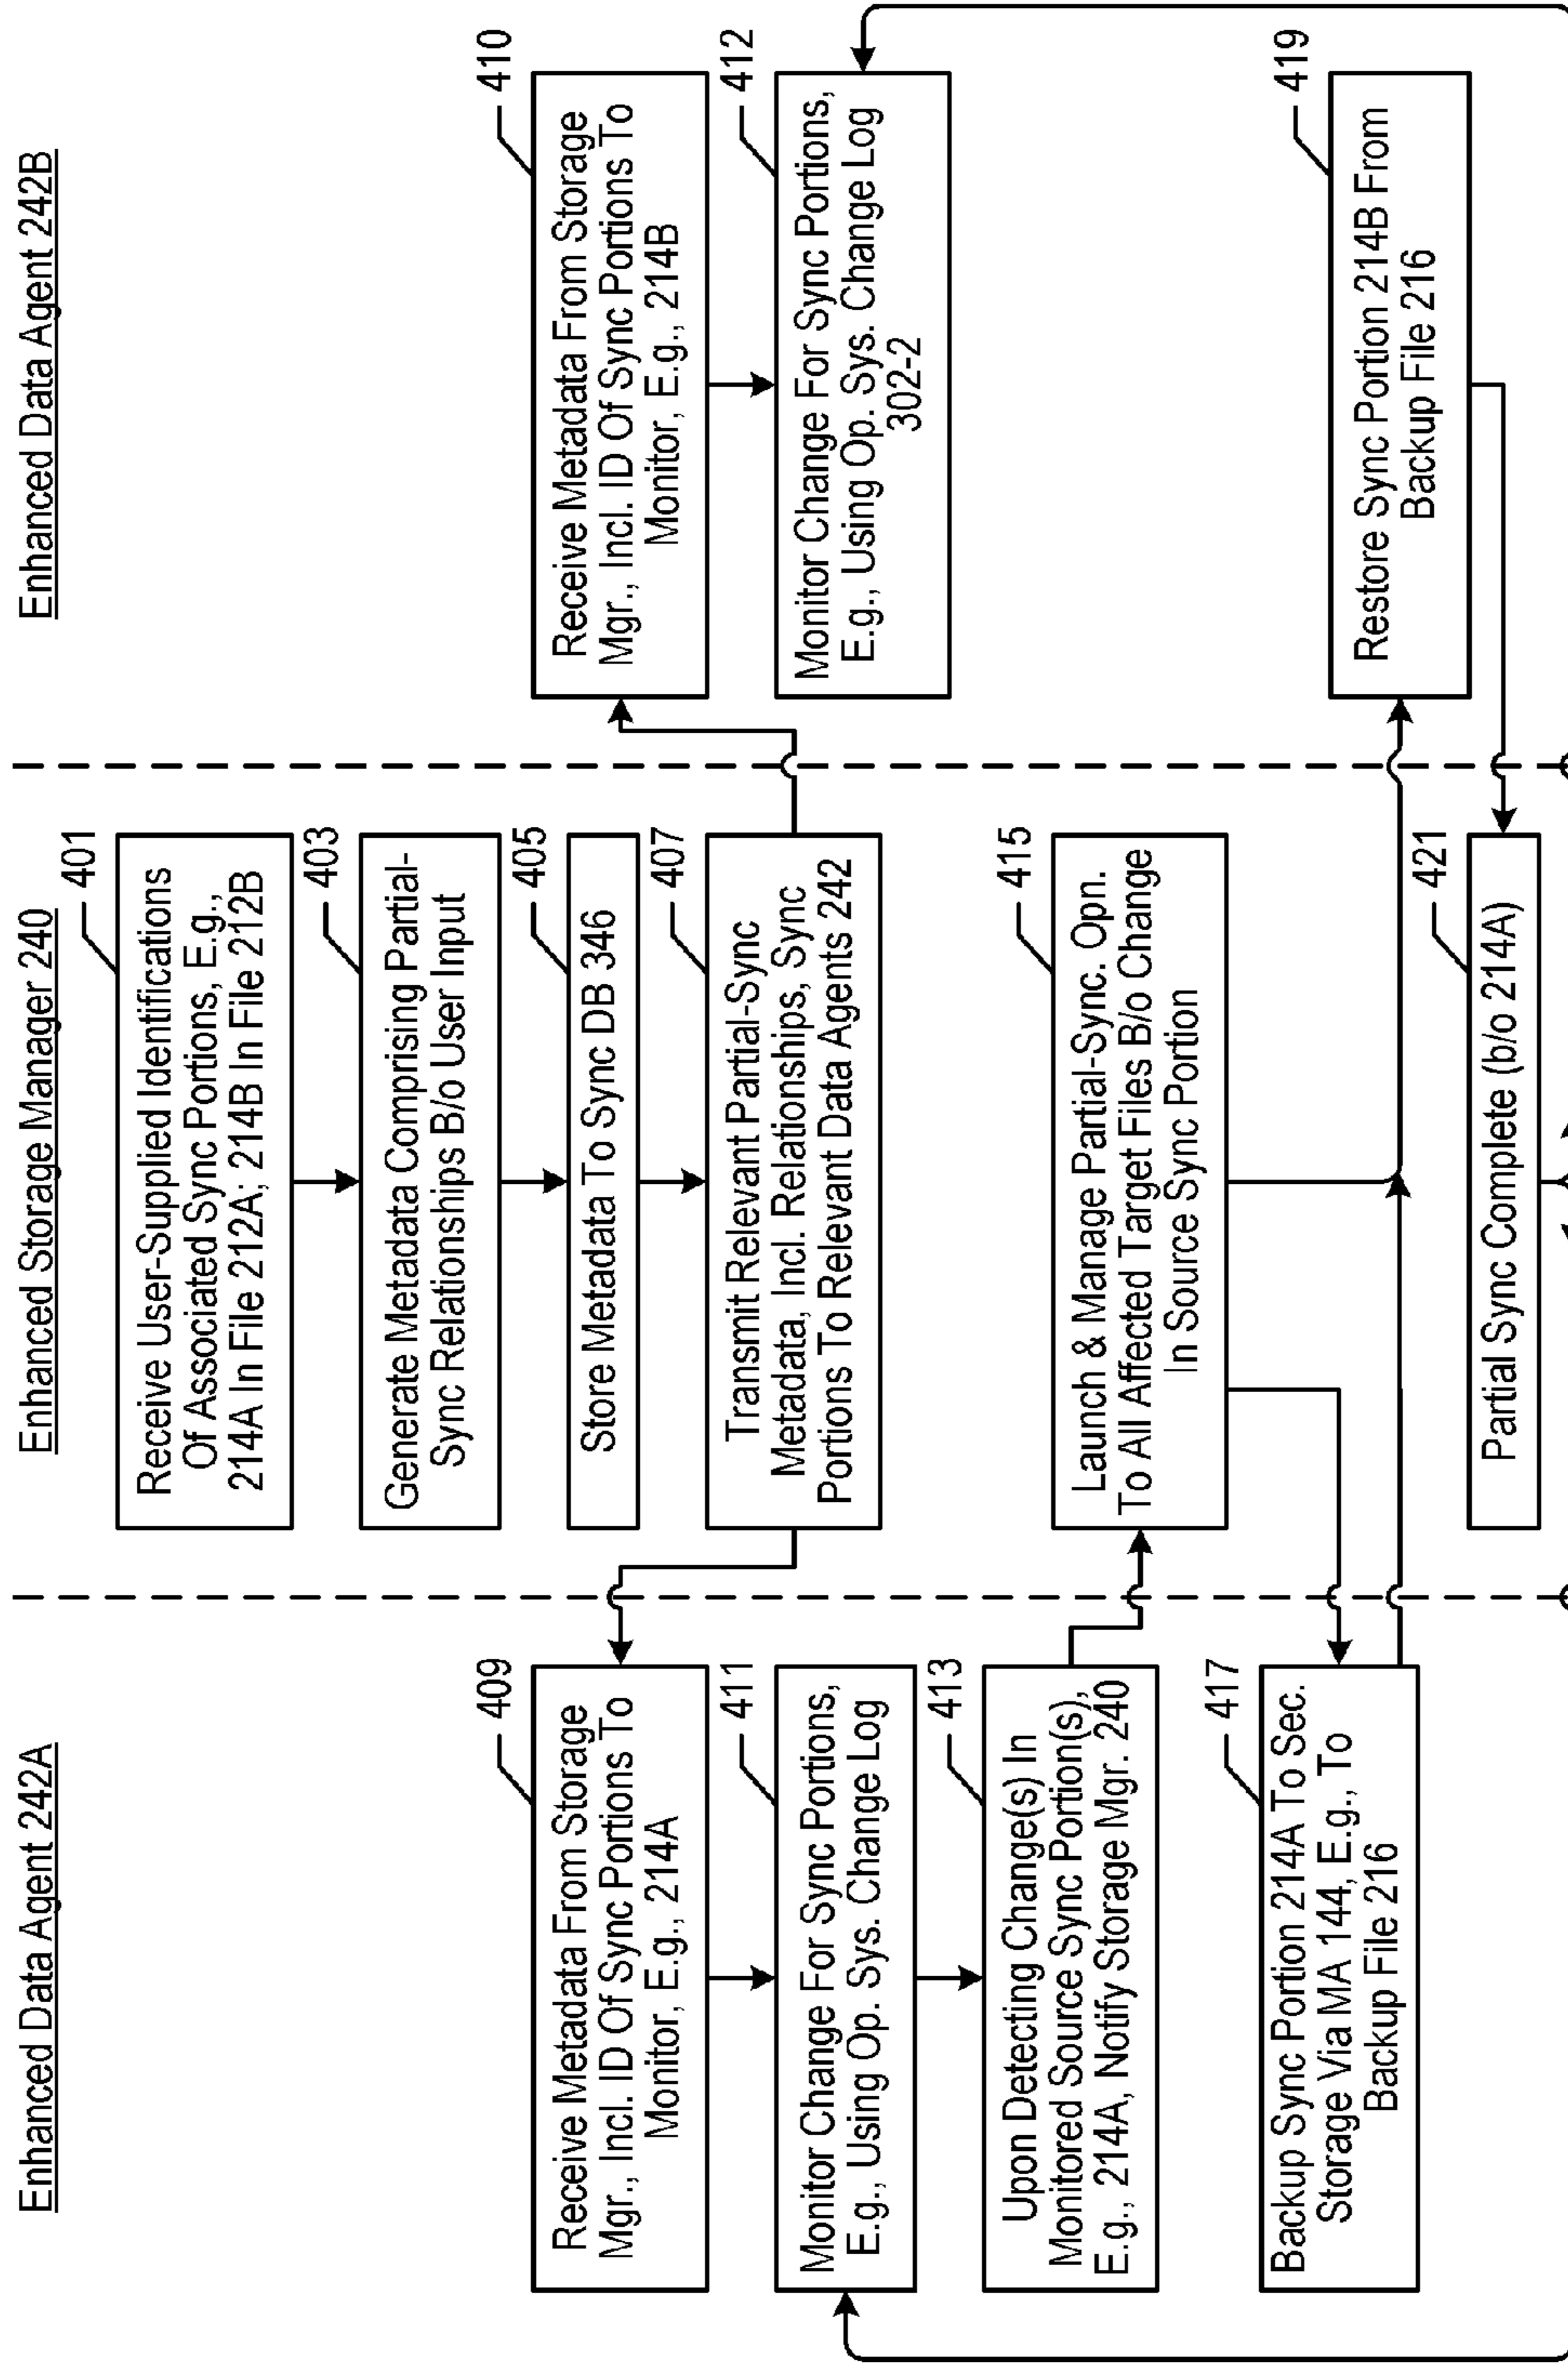 Enhanced Data Agent 242A
Enhanced Storage Manager 240
Enhanced Data Agent 242B
401
Receive User-Supplied Identifications
Of Associated Sync Portions, E.g.,
214A In File 212A; 214B In File 212B
403
Generate Metadata Comprising Partial-
Sync Relationships B/o User Input
405
Store Metadata To Sync DB 346
407
Transmit Relevant Partial-Sync
Metadata, Incl. Relationships, Sync
Portions To Relevant Data Agents 242
409
Receive Metadata From Storage
Mgr., Incl. ID Of Sync Portions To
Monitor, E.g., 214A
410
Receive Metadata From Storage
Mgr., Incl. ID Of Sync Portions To
Monitor, E.g., 214B
411
Monitor Change For Sync Portions,
E.g., Using Op. Sys. Change Log
412
Monitor Change For Sync Portions,
E.g., Using Op. Sys. Change Log
302-2
413
Upon Detecting Change(s) In
Monitored Source Sync Portion(s),
E.g., 214A, Notify Storage Mgr. 240
415
Launch & Manage Partial-Sync. Opn.
To All Affected Target Files B/o Change
In Source Sync Portion
417
Backup Sync Portion 214A To Sec.
Storage Via MA 144, E.g., To
Backup File 216
419
Restore Sync Portion 214B From
Backup File 216
421
Partial Sync Complete (b/o 214A)